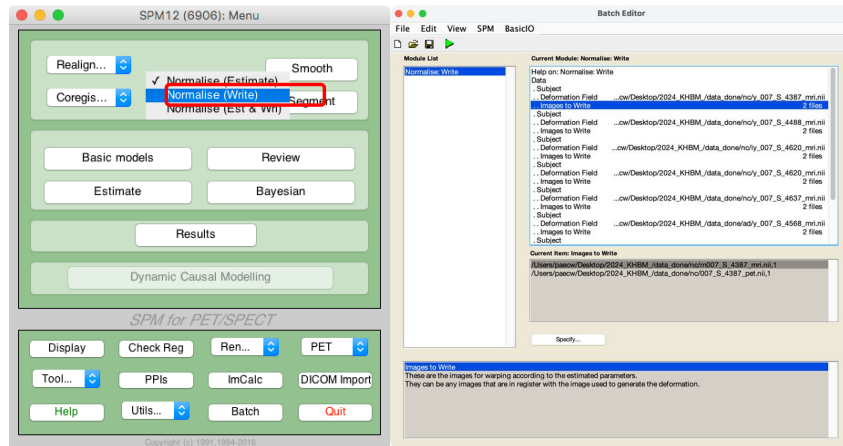 SPM12 (6906): Menu
Realign...
✓ Normalise (Estimate)
Smooth
Coregis...
Normalise (Write)
Segment
Normalise (Est & Wri)
Basic models
Review
Estimate
Bayesian
Results
Dynamic Causal Modelling
SPM for PET/SPECT
Display
Check Reg
Ren...
PET
Tool...
PPIs
ImCalc
DICOM Import
Help
Utils...
Batch
Quit
Copyright (c) 1991,1994-2016
Batch Editor
File Edit View SPM BasicIO
Module List
Normalise: Write
Current Module: Normalise: Write
Help on: Normalise: Write
Data
. Subject
. . Deformation Field ...cw/Desktop/2024_KHBM_/data_done/nc/y_007_S_4387_mri.nii
. . Images to Write 2 files
. Subject
. . Deformation Field ...cw/Desktop/2024_KHBM_/data_done/nc/y_007_S_4488_mri.nii
. . Images to Write 2 files
. Subject
. . Deformation Field ...cw/Desktop/2024_KHBM_/data_done/nc/iy_007_S_4620_mri.nii
. . Images to Write 2 files
. Subject
. . Deformation Field ...cw/Desktop/2024_KHBM_/data_done/nc/y_007_S_4620_mri.nii
. . Images to Write 2 files
. Subject
. . Deformation Field ...cw/Desktop/2024_KHBM_/data_done/nc/y_007_S_4637_mri.nii
. . Images to Write 2 files
. Subject
. . Deformation Field ...cw/Desktop/2024_KHBM_/data_done/ad/y_007_S_4568_mri.nii
. . Images to Write 2 files
. Subject
Current Item: Images to Write
/Users/paecw/Desktop/2024_KHBM_/data_done/nc/m007_S_4387_mri.nii,1
/Users/paecw/Desktop/2024_KHBM_/data_done/nc/007_S_4387_pet.nii,1
Specify...
Images to Write
These are the images for warping according to the estimated parameters.
They can be any images that are in register with the image used to generate the deformation.